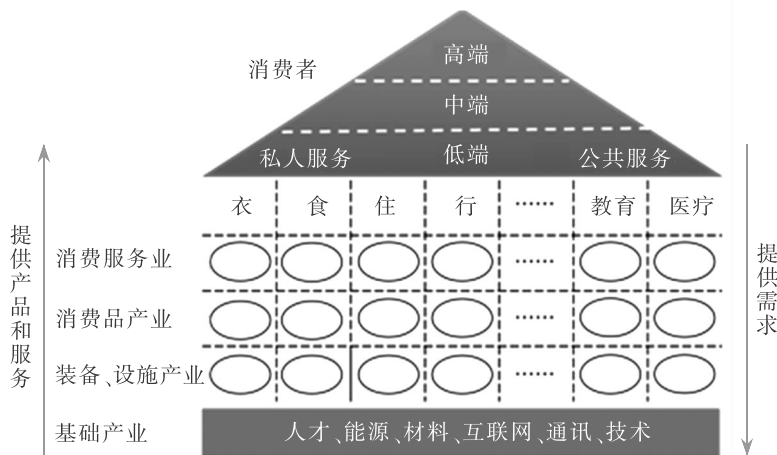 高端
消费者
中端
私人服务 低端 公共服务
衣 食 住 行 …… 教育 医疗
消费服务业 ……
消费品产业 ……
装备、设施产业 ……
基础产业 人才、能源、材料、互联网、通讯、技术
提供产品和服务
提供需求